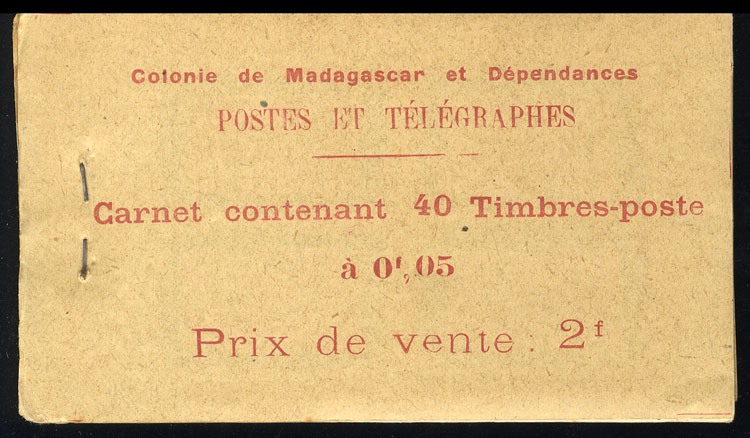 Colonie de Madagascar et Dépendances
POSTES ET TÉLÉGRAPHES
Carnet contenant 40 Timbres-poste
à 0ᶠ,05
Prix de vente : 2ᶠ